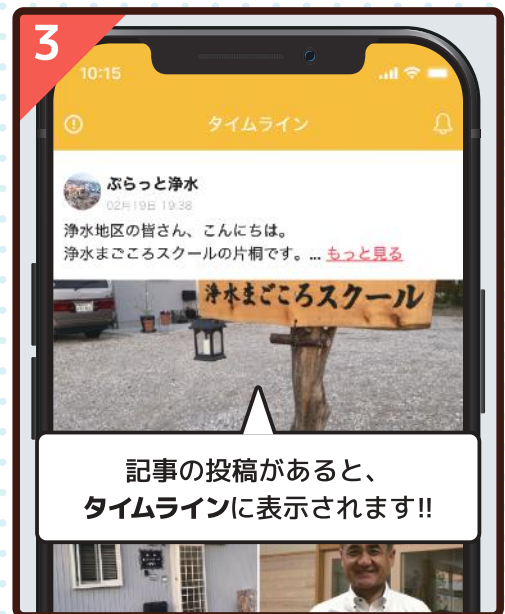 3
10:15
タイムライン
ぷらっと浄水
02月19日 19:38
浄水地区の皆さん、こんにちは。
浄水まごころスクールの片桐です。... もっと見る
浄水まごころスクール
記事の投稿があると、
タイムラインに表示されます!!